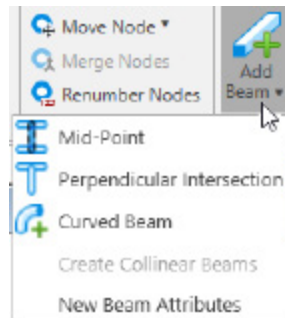 Move Node
Merge Nodes
Renumber Nodes
Add
Beam
Mid-Point
Perpendicular Intersection
Curved Beam
Create Collinear Beams
New Beam Attributes